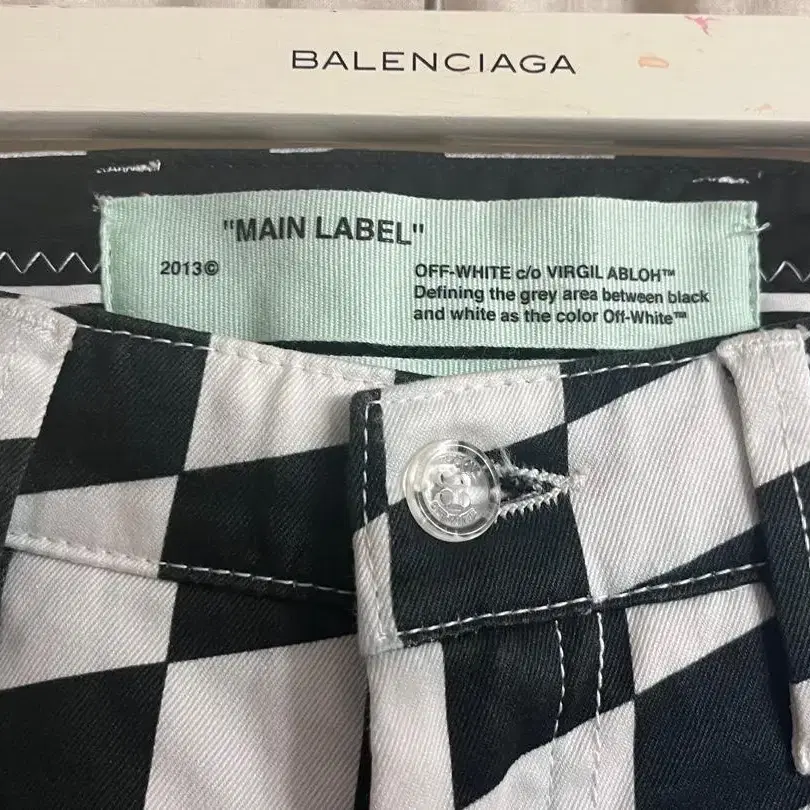 BALENCIAGA
"MAIN LABEL"
2013©
OFF-WHITE c/o VIRGIL ABLOH™
Defining the grey area between black
and white as the color Off-White™